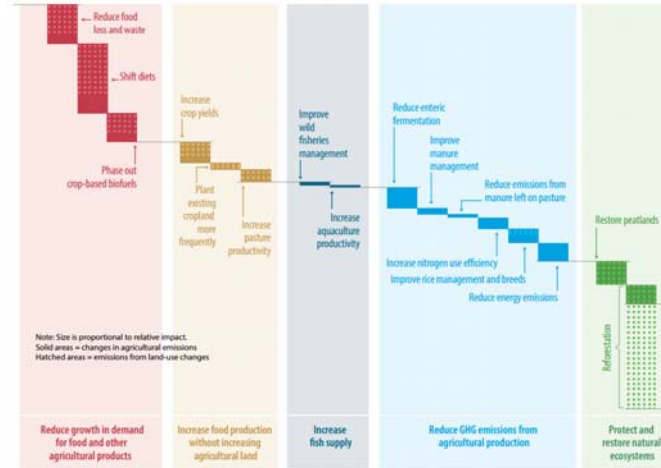 Reduce food
loss and waste
Shift diets
Phase out
crop-based biofuels
Increase
crop yields
Plant
existing
cropland
more
frequently
Increase
pasture
productivity
Improve
wild
fisheries
management
Increase
aquaculture
productivity
Reduce enteric
fermentation
Improve
manure
management
Reduce emissions from
manure left on pasture
Increase nitrogen use efficiency
Improve rice management and breeds
Reduce energy emissions
Restore peatlands
Reforestation
Note: Size is proportional to relative impact.
Solid areas = changes in agricultural emissions
Hatched areas = emissions from land-use changes
Reduce growth in demand
for food and other
agricultural products
Increase food production
without increasing
agricultural land
Increase
fish supply
Reduce GHG emissions from
agricultural production
Protect and
restore natural
ecosystems